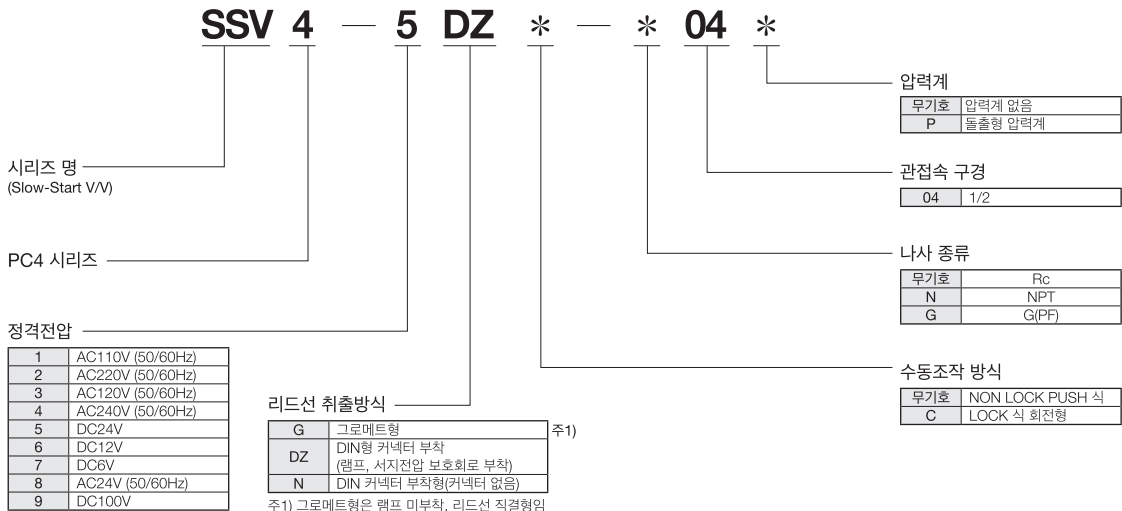 SSV 4 — 5 DZ * — * 04 *
시리즈 명
(Slow-Start V/V)
PC4 시리즈
정격전압
1 AC110V (50/60Hz)
2 AC220V (50/60Hz)
3 AC120V (50/60Hz)
4 AC240V (50/60Hz)
5 DC24V
6 DC12V
7 DC6V
8 AC24V (50/60Hz)
9 DC100V
리드선 취출방식
G 그로메트형 주1)
DZ DIN형 커넥터 부착
(램프, 서지전압 보호회로 부착)
N DIN 커넥터 부착형(커넥터 없음)
주1) 그로메트형은 램프 미부착, 리드선 직결형임
압력계
무기호 압력계 없음
P 돌출형 압력계
관접속 구경
04 1/2
나사 종류
무기호 Rc
N NPT
G G(PF)
수동조작 방식
무기호 NON LOCK PUSH 식
C LOCK 식 회전형